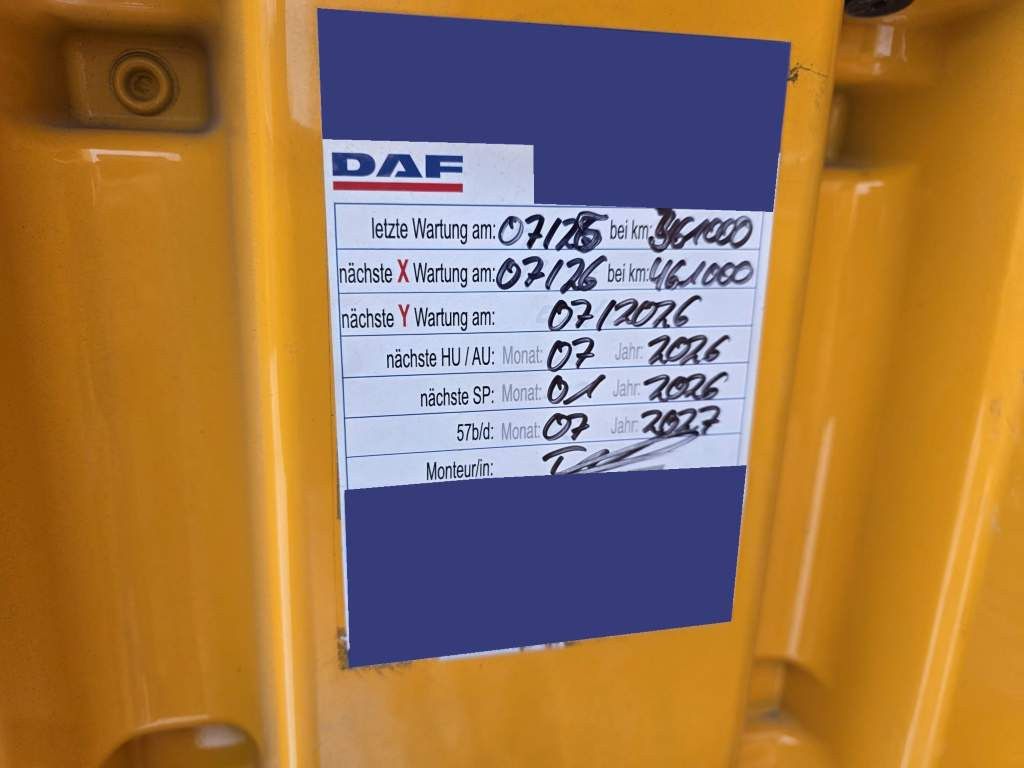 DAF
letzte Wartung am: 07/25 bei km: 361000
nächste X Wartung am: 07/26 bei km: 461000
nächste Y Wartung am: 07/2026
nächste HU / AU: Monat: 07 Jahr: 2026
nächste SP: Monat: 01 Jahr: 2026
57b/d: Monat: 07 Jahr: 2027
Monteur/in: